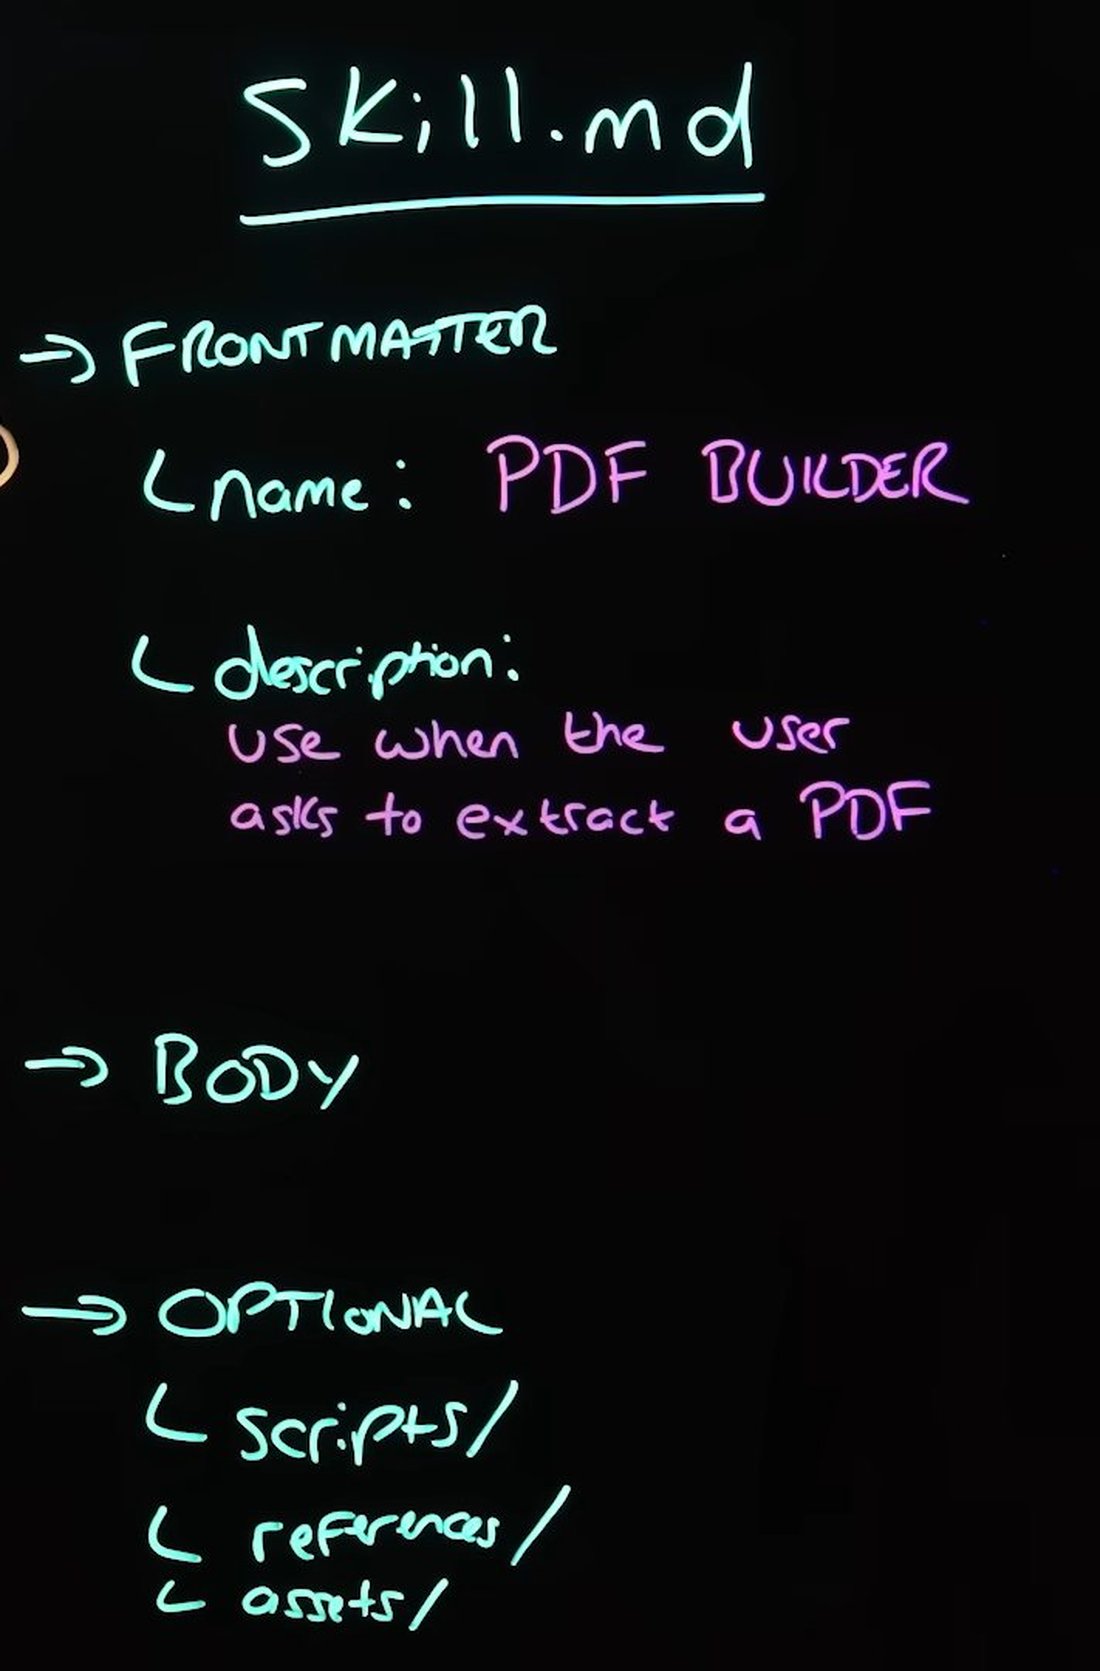 Skill.md
→ FRONTMATTER
└ name: PDF BUILDER
└ description:
use when the user
asks to extract a PDF
→ BODY
→ OPTIONAL
└ scripts/
└ references/
└ assets/